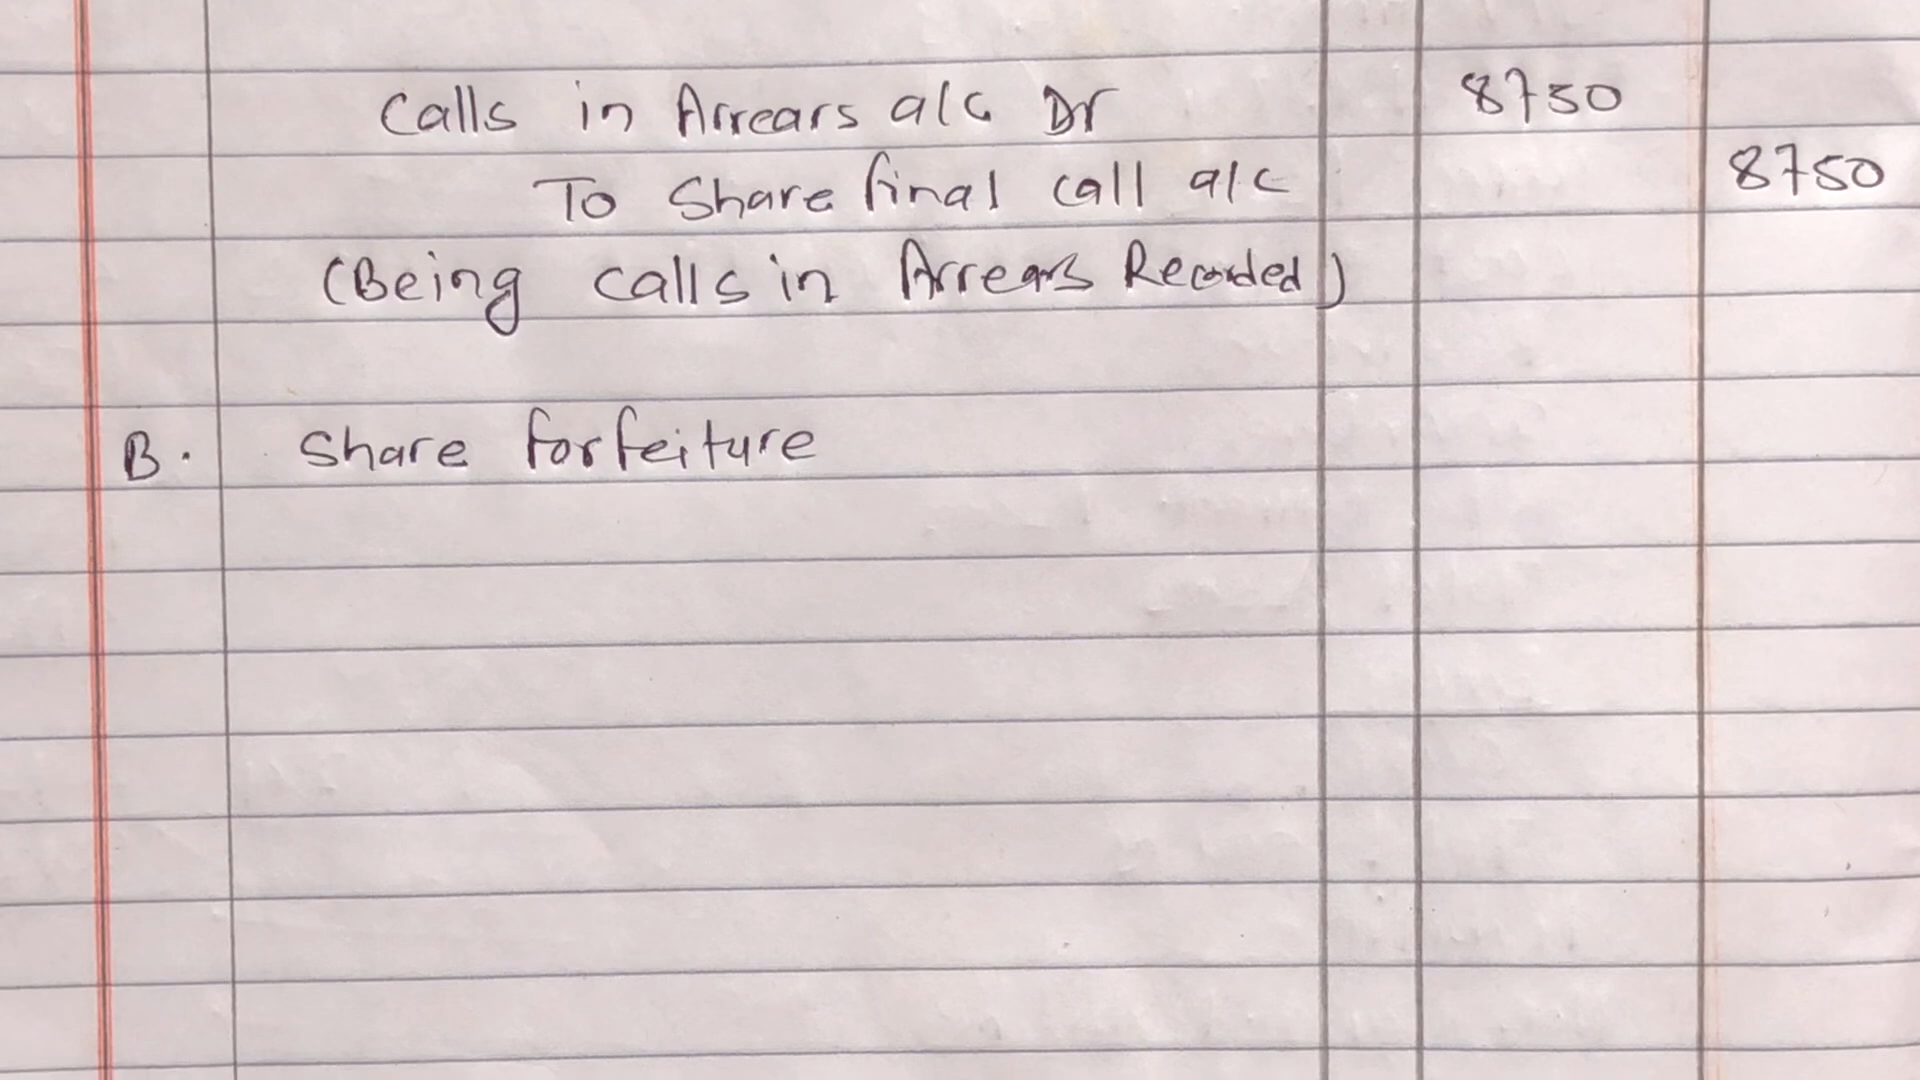 Calls in Arrears a/c Dr 8750
To Share final call a/c 8750
(Being calls in Arrears Recorded)
B. Share forfeiture